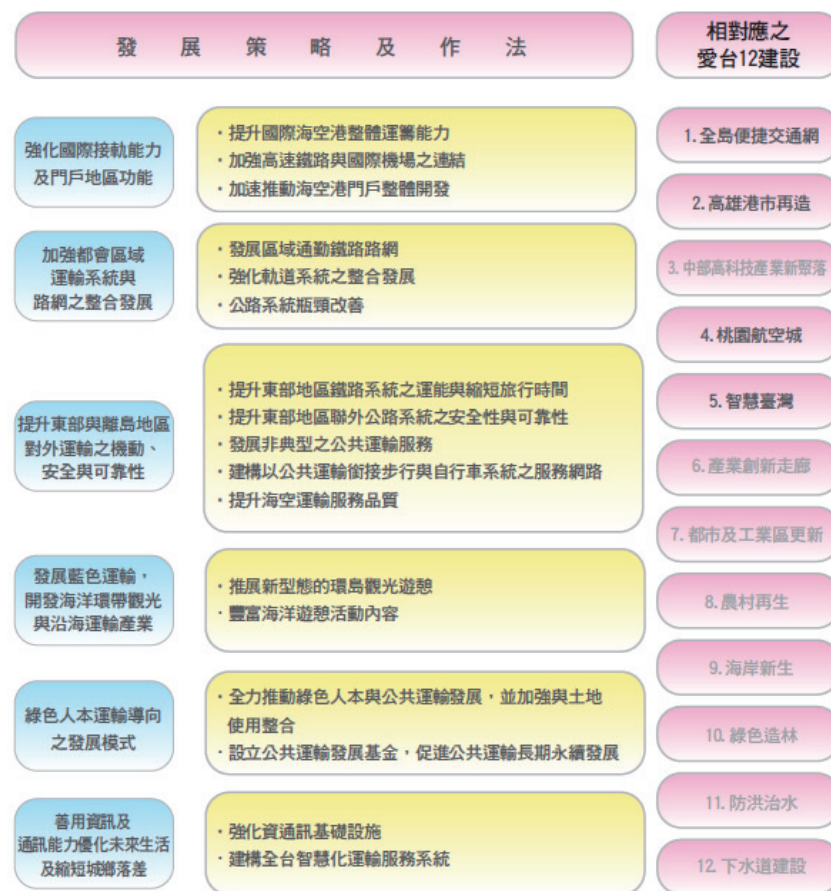 發展策略及作法
相對應之
愛台12建設
強化國際接軌能力
及門戶地區功能
・提升國際海空港整體運籌能力
・加強高速鐵路與國際機場之連結
・加速推動海空港門戶整體開發
加強都會區域
運輸系統與
路網之整合發展
・發展區域通勤鐵路路網
・強化軌道系統之整合發展
・公路系統瓶頸改善
提升東部與離島地區
對外運輸之機動、
安全與可靠性
・提升東部地區鐵路系統之運能與縮短旅行時間
・提升東部地區聯外公路系統之安全性與可靠性
・發展非典型之公共運輸服務
・建構以公共運輸銜接步行與自行車系統之服務網路
・提升海空運輸服務品質
發展藍色運輸，
開發海洋環帶觀光
與沿海運輸產業
・推展新型態的環島觀光遊憩
・豐富海洋遊憩活動內容
綠色人本運輸導向
之發展模式
・全力推動綠色人本與公共運輸發展，並加強與土地
使用整合
・設立公共運輸發展基金，促進公共運輸長期永續發展
善用資訊及
通訊能力優化未來生活
及縮短城鄉落差
・強化資通訊基礎設施
・建構全台智慧化運輸服務系統
1. 全島便捷交通網
2. 高雄港市再造
3. 中部高科技產業新聚落
4. 桃園航空城
5. 智慧臺灣
6. 產業創新走廊
7. 都市及工業區更新
8. 農村再生
9. 海岸新生
10. 綠色造林
11. 防洪治水
12. 下水道建設